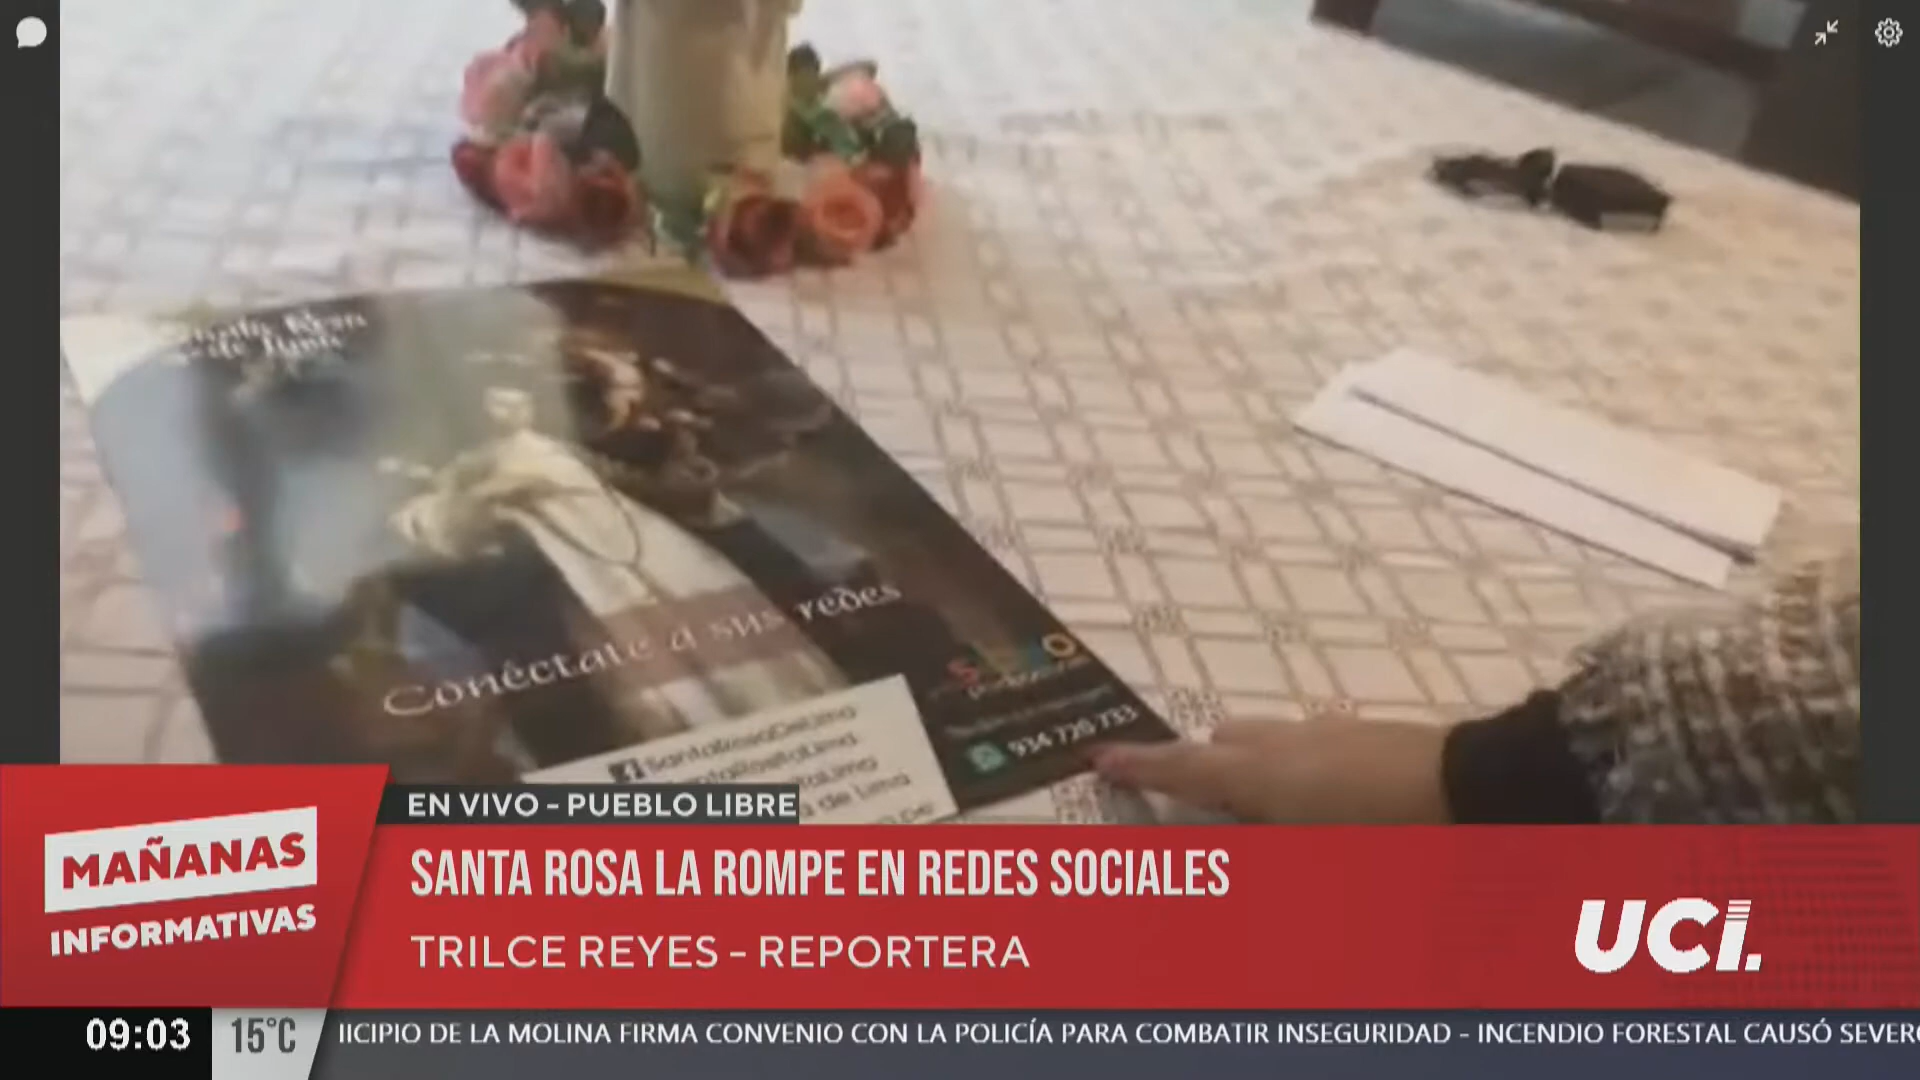 Conéctate a sus redes
SantaRosaDeLima
934 720 733
EN VIVO - PUEBLO LIBRE
MAÑANAS
INFORMATIVAS
SANTA ROSA LA ROMPE EN REDES SOCIALES
TRILCE REYES - REPORTERA
UCI.
09:03
15°C
IICIPIO DE LA MOLINA FIRMA CONVENIO CON LA POLICÍA PARA COMBATIR INSEGURIDAD - INCENDIO FORESTAL CAUSÓ SEVER